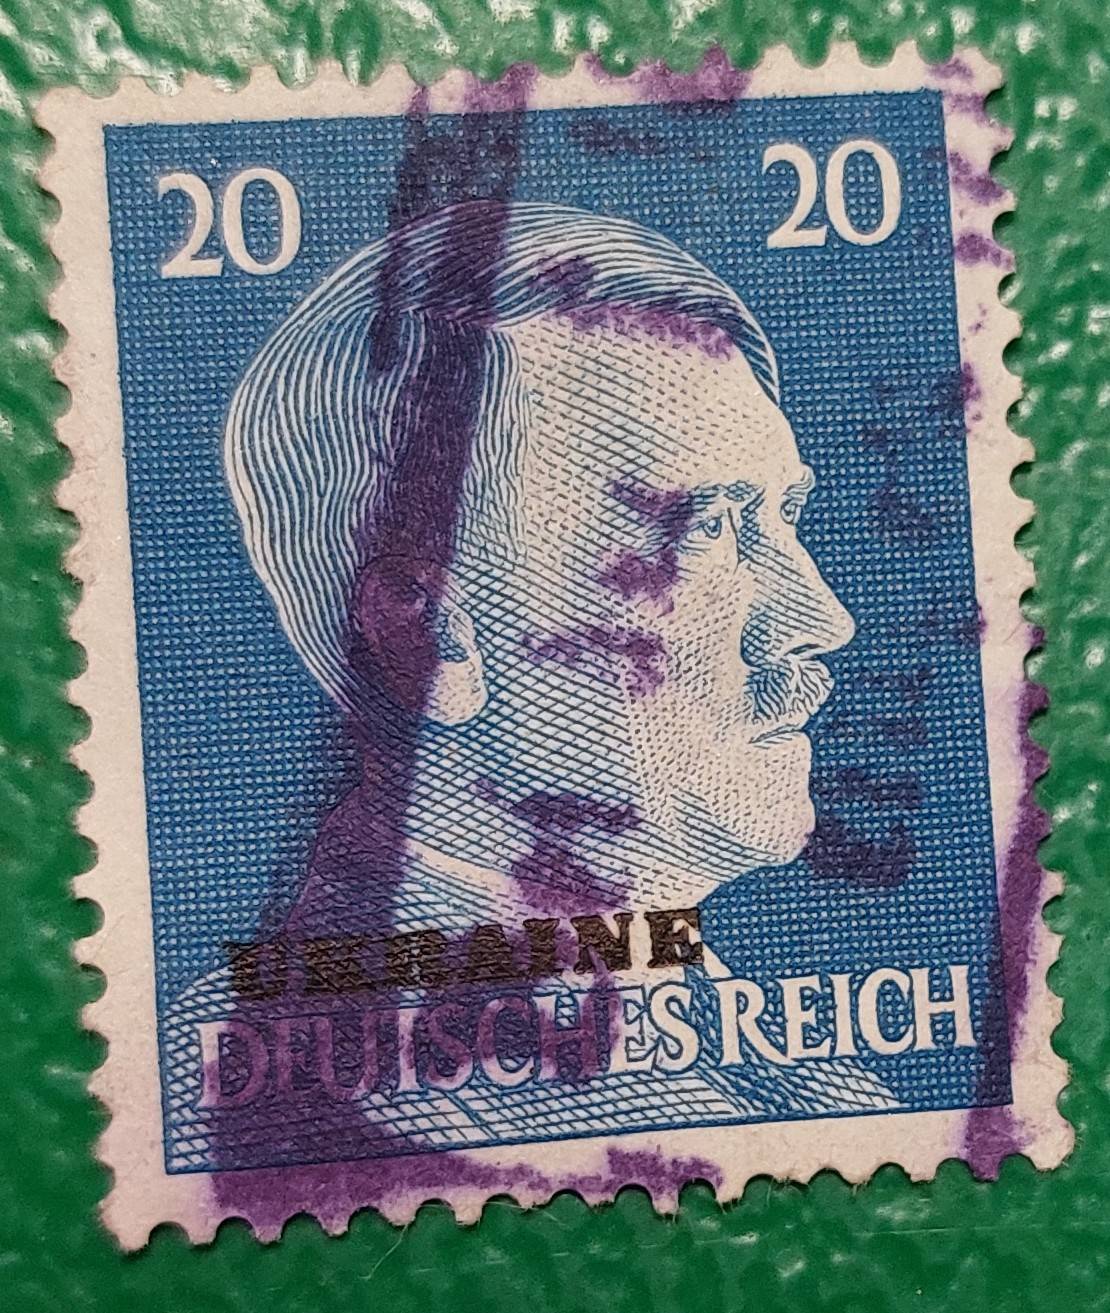 20 20
UKRAINE
DEUTSCHES REICH